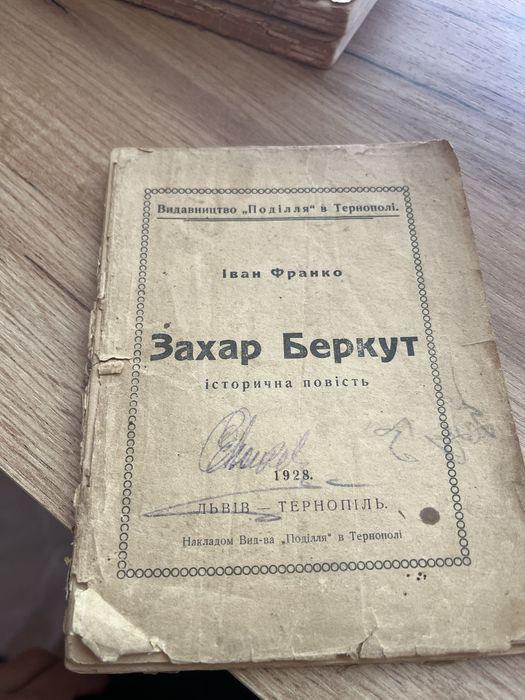 Видавництво „Поділля“ в Тернополі.
Іван Франко
Захар Беркут
історична повість
1928.
ЛЬВІВ — ТЕРНОПІЛЬ.
Накладом Вид-ва „Поділля“ в Тернополі